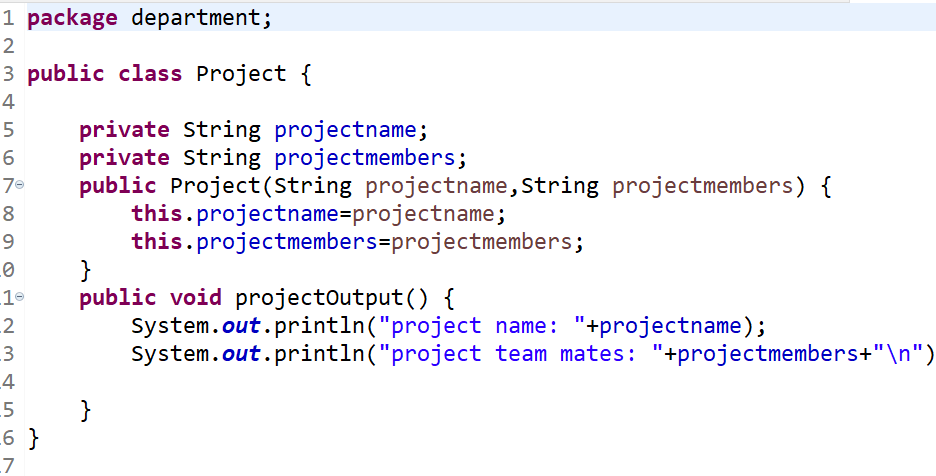 1 package department;
2
3 public class Project {
4
5 private String projectname;
6 private String projectmembers;
7 public Project(String projectname,String projectmembers) {
8 this.projectname=projectname;
9 this.projectmembers=projectmembers;
0 }
1 public void projectOutput() {
2 System.out.println("project name: "+projectname);
3 System.out.println("project team mates: "+projectmembers+"\n")
4
5 }
6 }
7